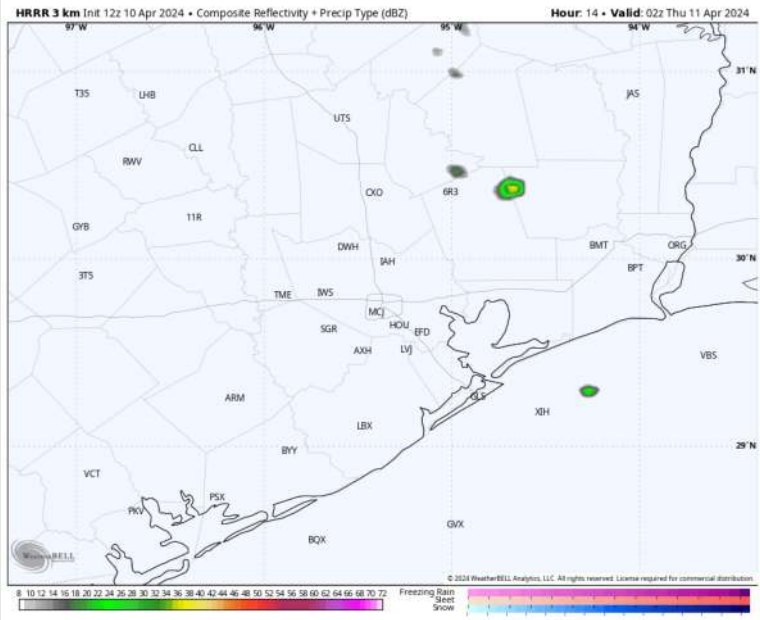 HRRR 3 km Init 12z 10 Apr 2024 • Composite Reflectivity + Precip Type (dBZ)
Hour: 14 • Valid: 02z Thu 11 Apr 2024
97°W 96°W 95°W 94°W
31°N
T35 LHB JAS
UTS
CLL
RWV
CXO 6R3
11R
GYB
DWH BMT ORG
IAH 30°N
3T5 BPT
TME IWS
MCJ
SGR HOU EFD
AXH LVJ VBS
ARM GLS
XIH
LBX
BYY 29°N
VCT
PSX
PKV
GVX
BQX
WeatherBELL
© 2024 WeatherBELL Analytics, LLC. All rights reserved. License required for commercial distribution.
8 10 12 14 16 18 20 22 24 26 28 30 32 34 36 38 40 42 44 46 48 50 52 54 56 58 60 62 64 66 68 70 72
Freezing Rain
Sleet
Snow